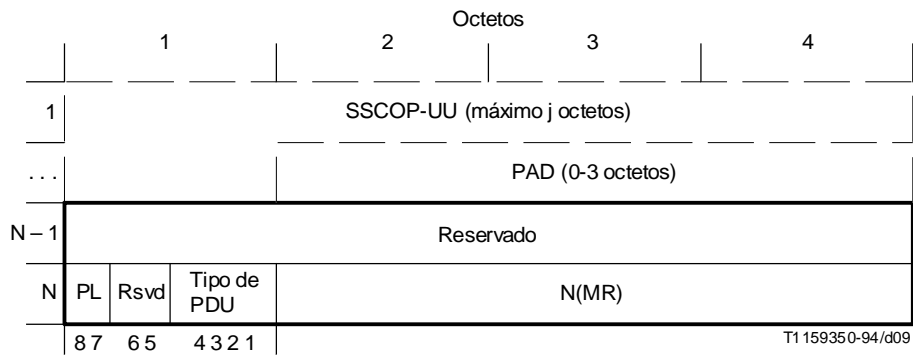 Octetos
1 2 3 4
1 SSCOP-UU (máximo j octetos)
. . . PAD (0-3 octetos)
N – 1 Reservado
N PL Rsvd Tipo de PDU N(MR)
8 7 6 5 4 3 2 1
T1159350-94/d09